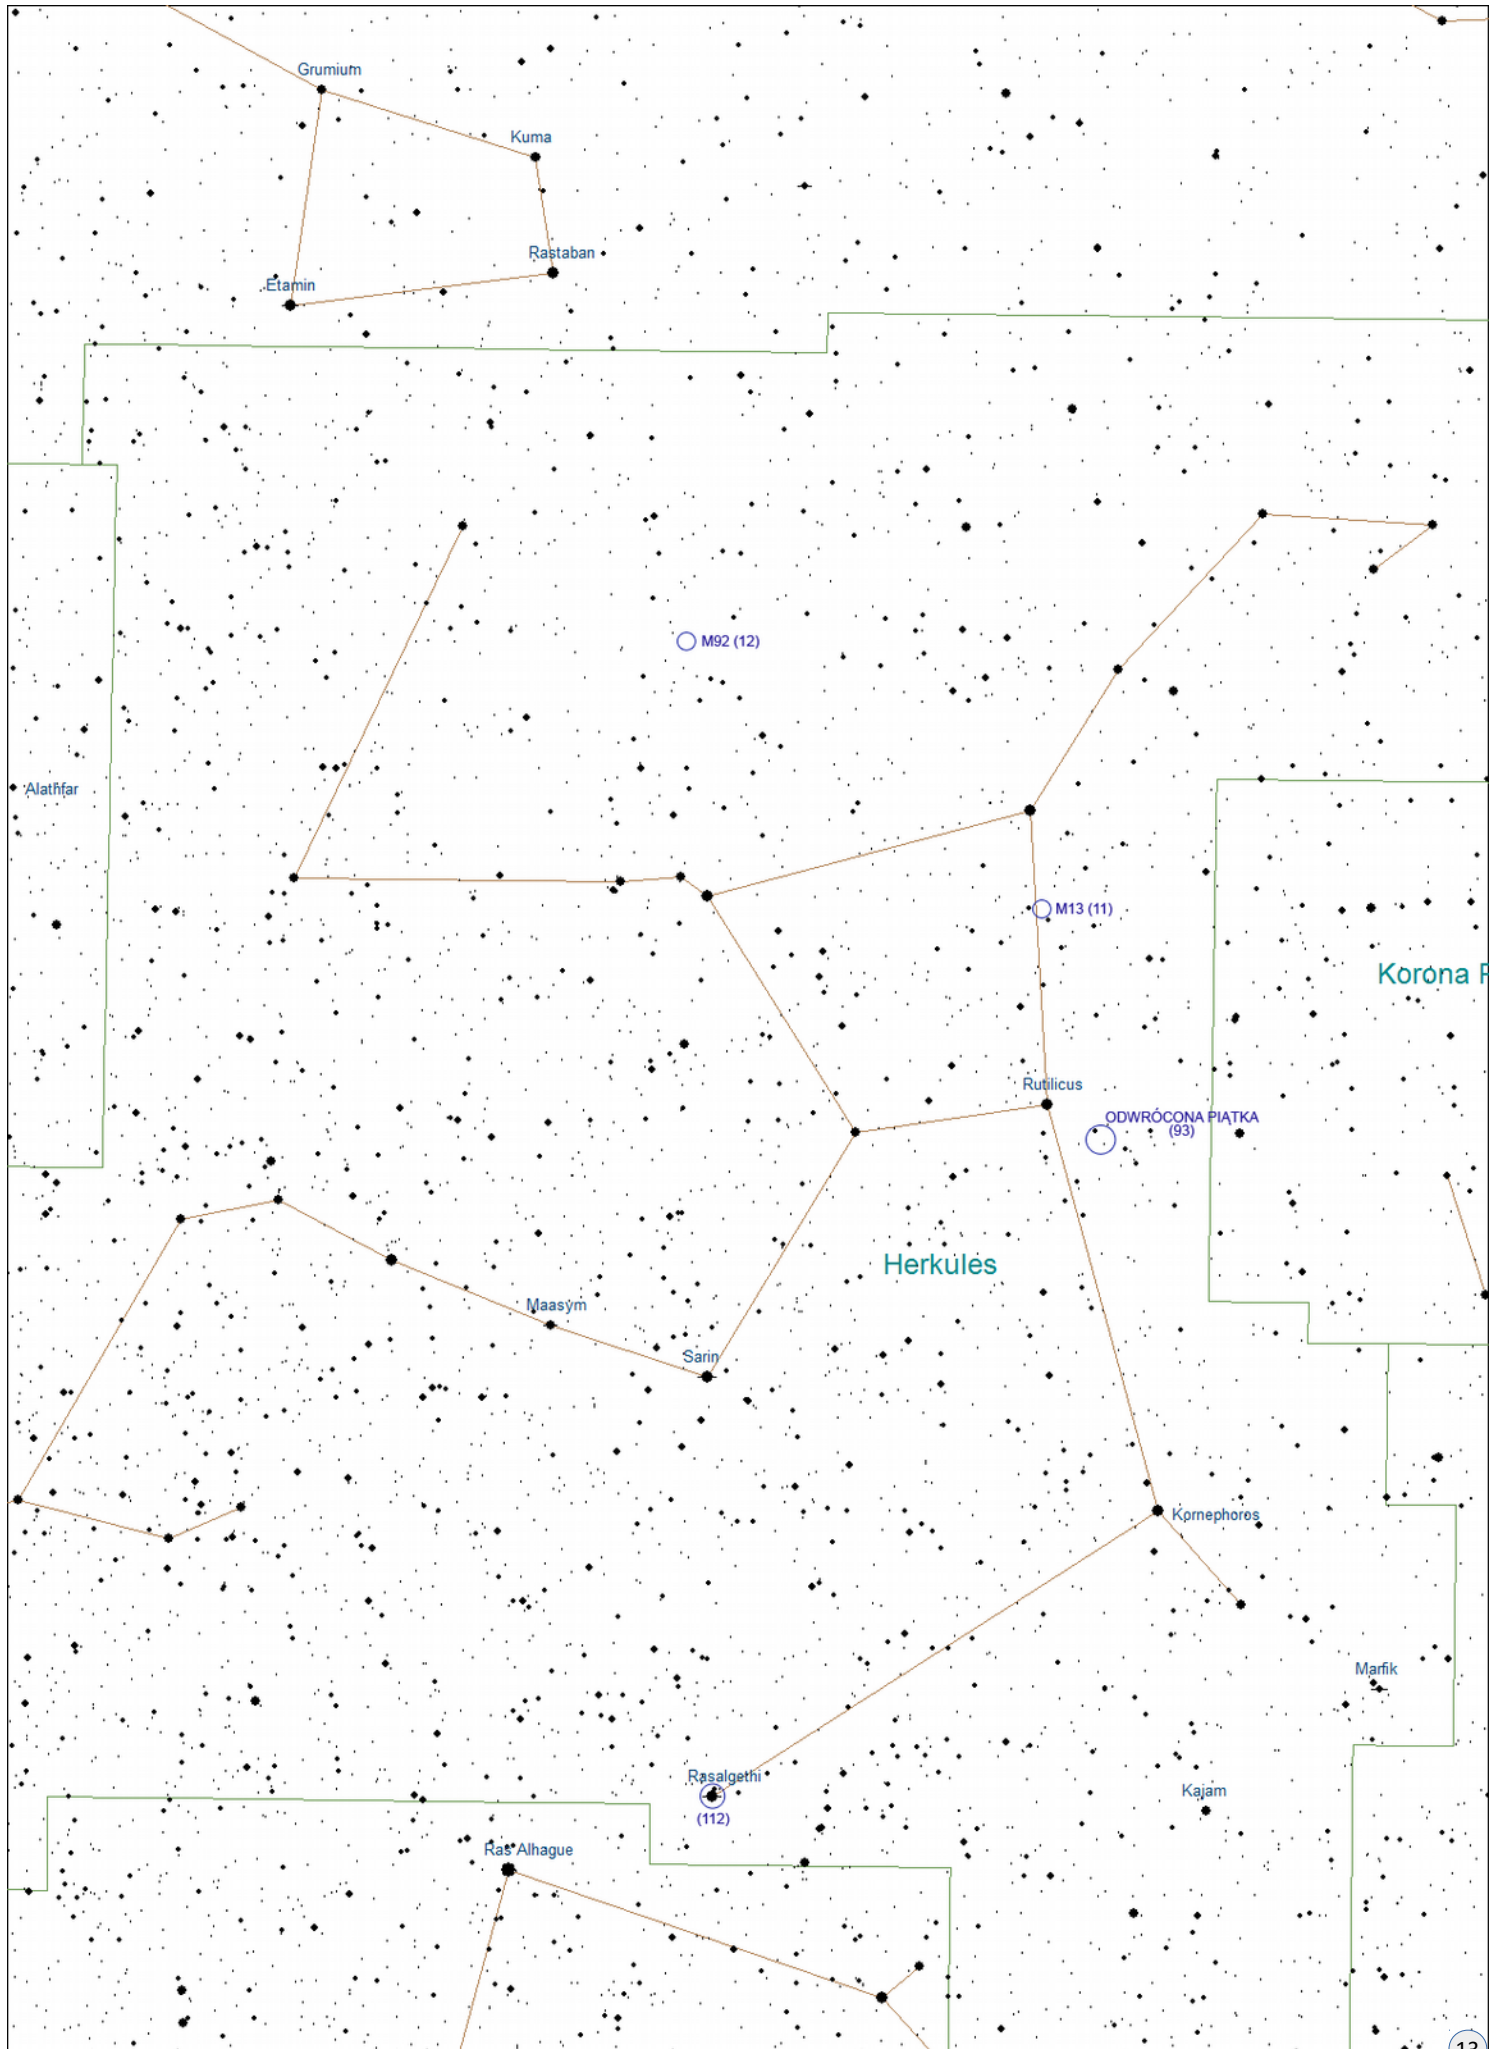 Grumium
Kuma
Rastaban
Etamin
M92 (12)
Alathfar
M13 (11)
Korona
Rutilicus
ODWRÓCONA PIĄTKA
(93)
Herkules
Maasym
Sarin
Kornephoros
Marfik
Rasalgethi
(112)
Kajam
Ras Alhague
13